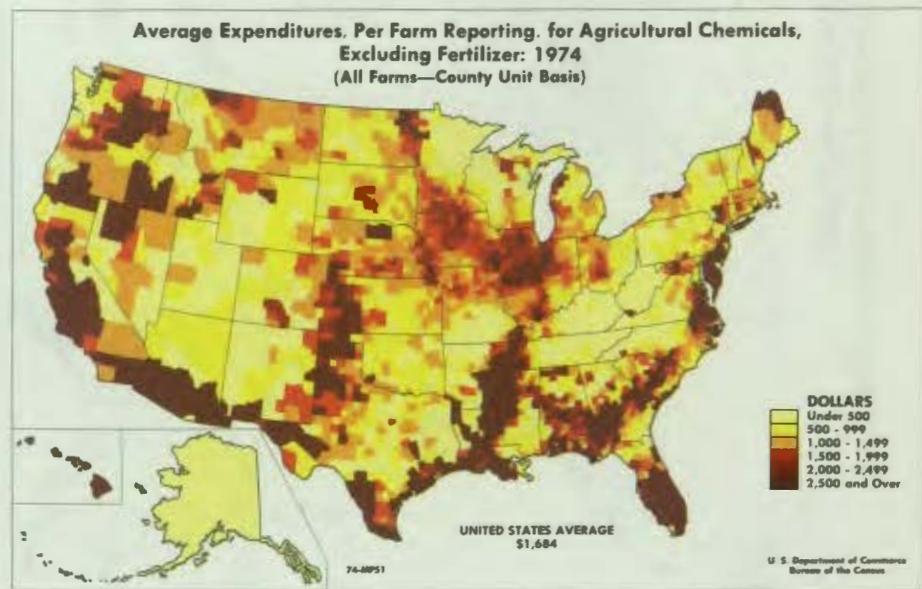 Average Expenditures, Per Farm Reporting, for Agricultural Chemicals,
Excluding Fertilizer: 1974
(All Farms—County Unit Basis)
DOLLARS
Under 500
500 - 999
1,000 - 1,499
1,500 - 1,999
2,000 - 2,499
2,500 and Over
UNITED STATES AVERAGE
$1,684
74-MP51
U. S. Department of Commerce
Bureau of the Census